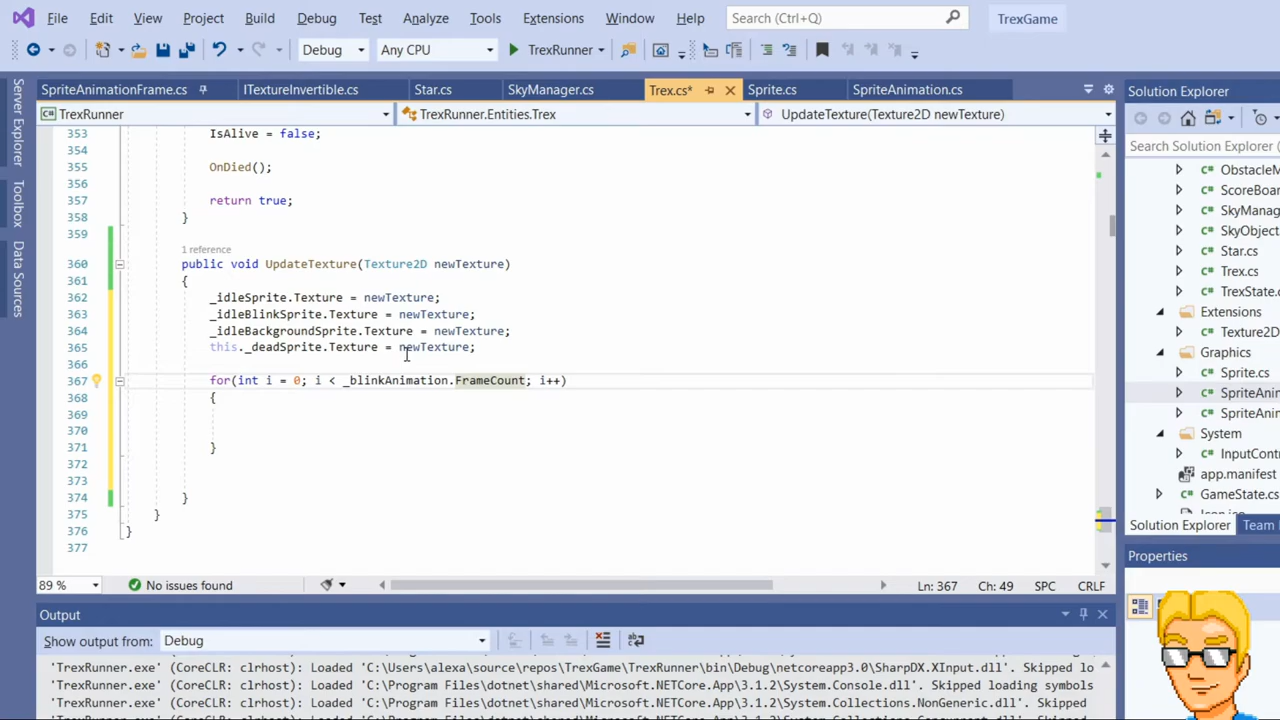 File Edit View Project Build Debug Test Analyze Tools Extensions Window Help Search (Ctrl+Q) TrexGame
Debug Any CPU TrexRunner
SpriteAnimationFrame.cs ITextureInvertible.cs Star.cs SkyManager.cs Trex.cs* Sprite.cs SpriteAnimation.cs
TrexRunner TrexRunner.Entities.Trex UpdateTexture(Texture2D newTexture)
Server Explorer
Toolbox
Data Sources
353 IsAlive = false;
354
355 OnDied();
356
357 return true;
358 }
359
1 reference
360 public void UpdateTexture(Texture2D newTexture)
361 {
362 _idleSprite.Texture = newTexture;
363 _idleBlinkSprite.Texture = newTexture;
364 _idleBackgroundSprite.Texture = newTexture;
365 this._deadSprite.Texture = newTexture;
366
367 for(int i = 0; i < _blinkAnimation.FrameCount; i++)
368 {
369
370
371 }
372
373
374 }
375 }
376 }
377
89 % No issues found Ln: 367 Ch: 49 SPC CRLF
Output
Show output from: Debug
'TrexRunner.exe' (CoreCLR: clrhost): Loaded 'C:\Users\alexa\source\repos\TrexGame\TrexRunner\bin\Debug\netcoreapp3.0\SharpDX.XInput.dll'. Skipped lo
'TrexRunner.exe' (CoreCLR: clrhost): Loaded 'C:\Program Files\dotnet\shared\Microsoft.NETCore.App\3.1.2\System.Console.dll'. Skipped loading symbols
'TrexRunner.exe' (CoreCLR: clrhost): Loaded 'C:\Program Files\dotnet\shared\Microsoft.NETCore.App\3.1.2\System.Collections.NonGeneric.dll'. Skipped
Solution Explorer
Search Solution Explorer
ObstacleM
ScoreBoar
SkyManag
SkyObject
Star.cs
Trex.cs
TrexState.c
Extensions
Texture2D
Graphics
Sprite.cs
SpriteAnim
SpriteAni
System
InputContr
app.manifest
GameState.cs
Solution Explorer Team
Properties